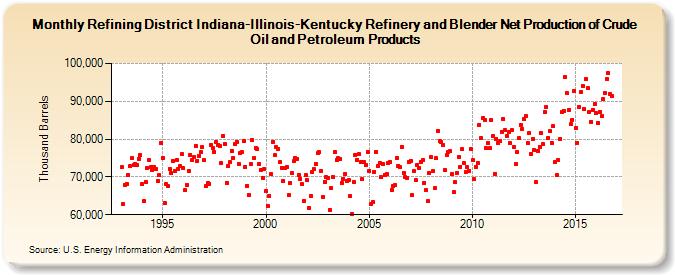 Monthly Refining District Indiana-Illinois-Kentucky Refinery and Blender Net Production of Crude
Oil and Petroleum Products
Thousand Barrels
100,000
90,000
80,000
70,000
60,000
1995
2000
2005
2010
2015
Source: U.S. Energy Information Administration